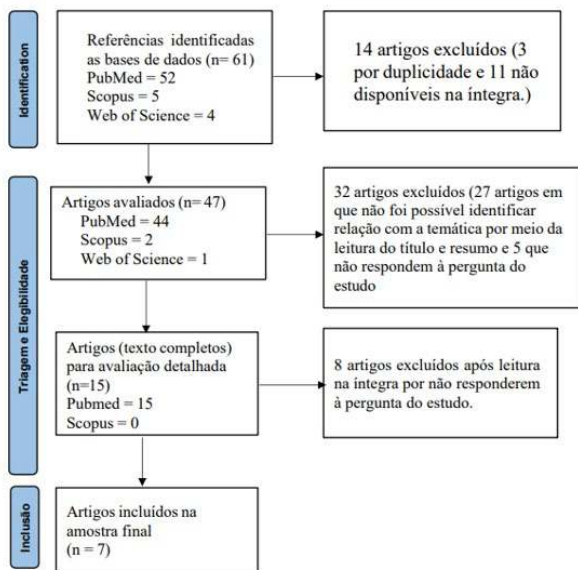 Identification
Referências identificadas
as bases de dados (n= 61)
PubMed = 52
Scopus = 5
Web of Science = 4
14 artigos excluídos (3
por duplicidade e 11 não
disponíveis na íntegra.)
Triagem e Elegibilidade
Artigos avaliados (n= 47)
PubMed = 44
Scopus = 2
Web of Science = 1
32 artigos excluídos (27 artigos em
que não foi possível identificar
relação com a temática por meio da
leitura do título e resumo e 5 que
não respondem à pergunta do
estudo
Artigos (texto completos)
para avaliação detalhada
(n=15)
Pubmed = 15
Scopus = 0
8 artigos excluídos após leitura
na íntegra por não responderem
à pergunta do estudo.
Inclusão
Artigos incluídos na
amostra final
(n = 7)